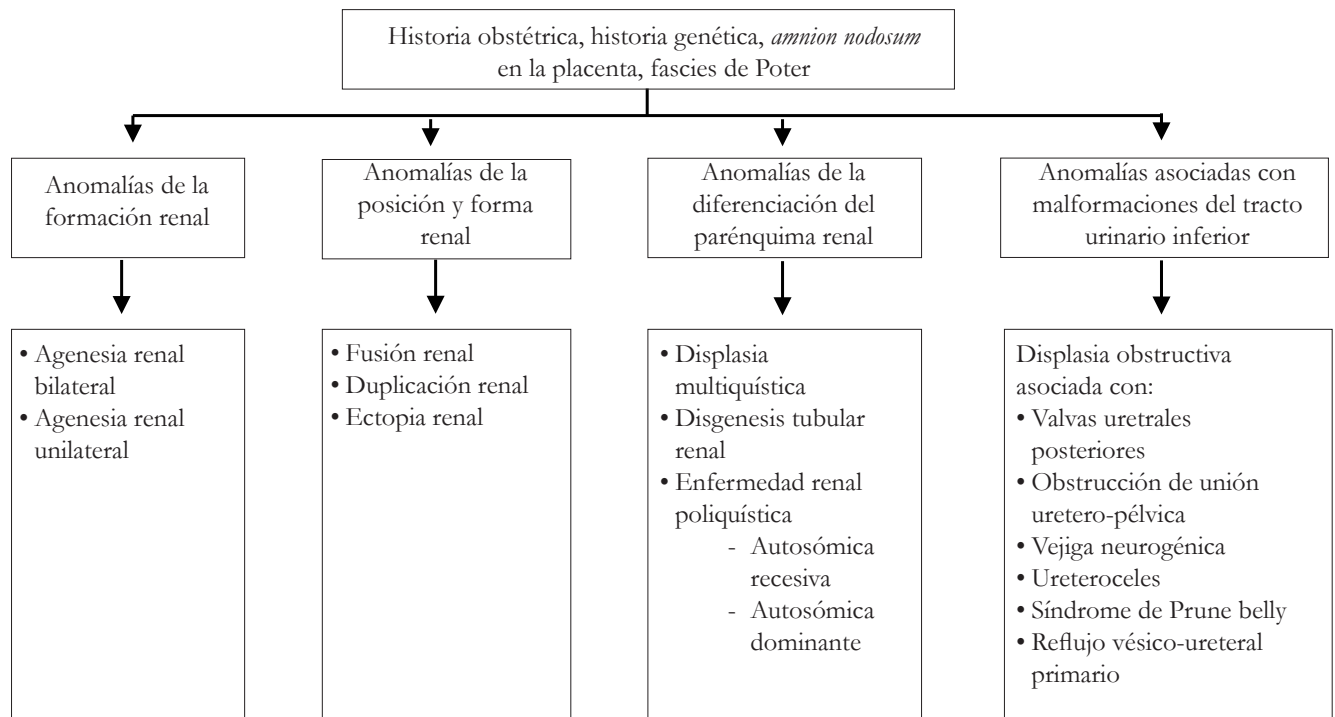 Historia obstétrica, historia genética, amnion nodosum
en la placenta, fascies de Poter
Anomalías de la
formación renal
Anomalías de la
posición y forma
renal
Anomalías de la
diferenciación del
parénquima renal
Anomalías asociadas con
malformaciones del tracto
urinario inferior
• Agenesia renal
bilateral
• Agenesia renal
unilateral
• Fusión renal
• Duplicación renal
• Ectopia renal
• Displasia
multiquística
• Disgenesis tubular
renal
• Enfermedad renal
poliquística
- Autosómica
recesiva
- Autosómica
dominante
Displasia obstructiva
asociada con:
• Valvas uretrales
posteriores
• Obstrucción de unión
uretero-pélvica
• Vejiga neurogénica
• Ureteroceles
• Síndrome de Prune belly
• Reflujo vésico-ureteral
primario